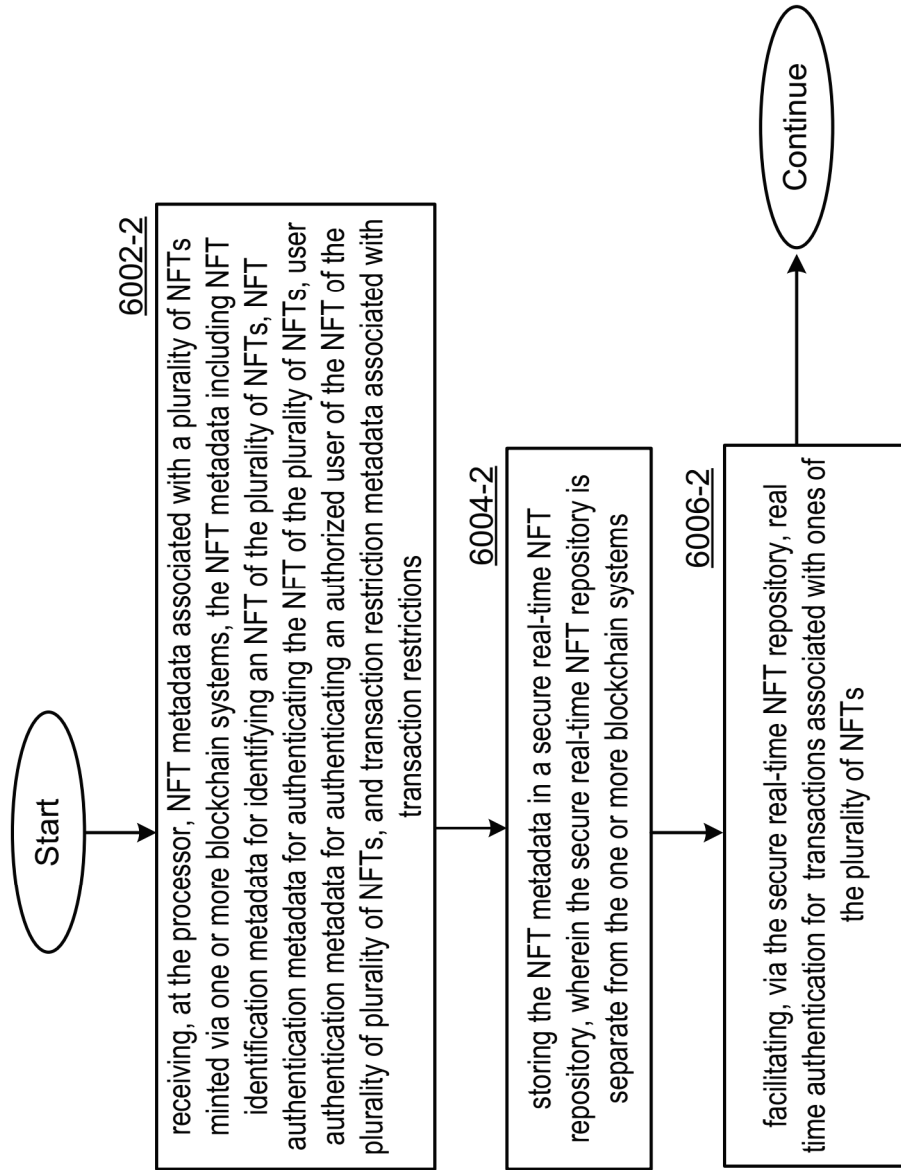 Start
6002-2
receiving, at the processor, NFT metadata associated with a plurality of NFTs
minted via one or more blockchain systems, the NFT metadata including NFT
identification metadata for identifying an NFT of the plurality of NFTs, NFT
authentication metadata for authenticating the NFT of the plurality of NFTs, user
authentication metadata for authenticating an authorized user of the NFT of the
plurality of plurality of NFTs, and transaction restriction metadata associated with
transaction restrictions
6004-2
storing the NFT metadata in a secure real-time NFT
repository, wherein the secure real-time NFT repository is
separate from the one or more blockchain systems
6006-2
facilitating, via the secure real-time NFT repository, real
time authentication for transactions associated with ones of
the plurality of NFTs
Continue